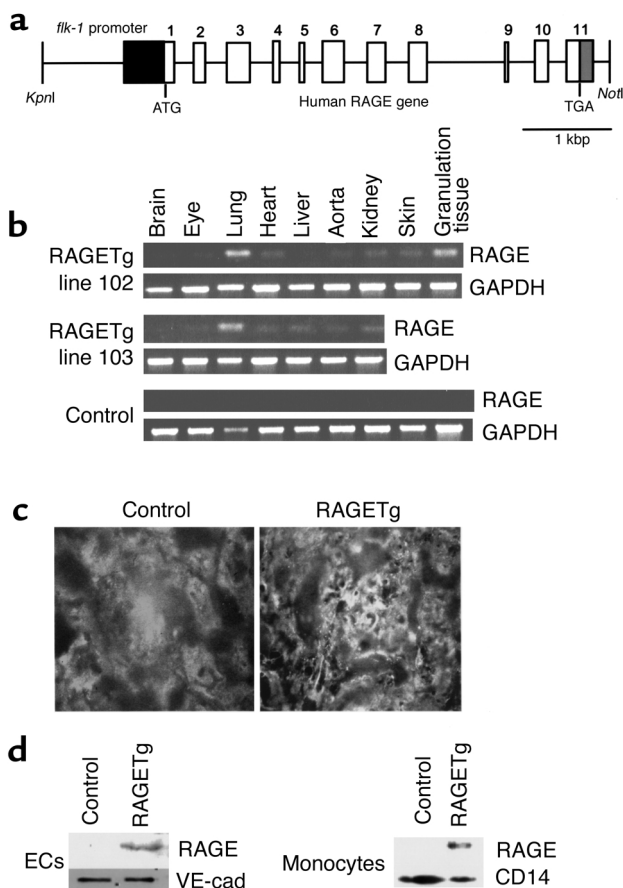 a
flk-1 promoter
1 2 3 4 5 6 7 8 9 10 11
KpnI
ATG
Human RAGE gene
TGA
NotI
1 kbp
b
Brain
Eye
Lung
Heart
Liver
Aorta
Kidney
Skin
Granulation
tissue
RAGETg
line 102
RAGE
GAPDH
RAGETg
line 103
RAGE
GAPDH
Control
RAGE
GAPDH
c
Control
RAGETg
d
Control
RAGETg
ECs
RAGE
VE-cad
Control
RAGETg
Monocytes
RAGE
CD14